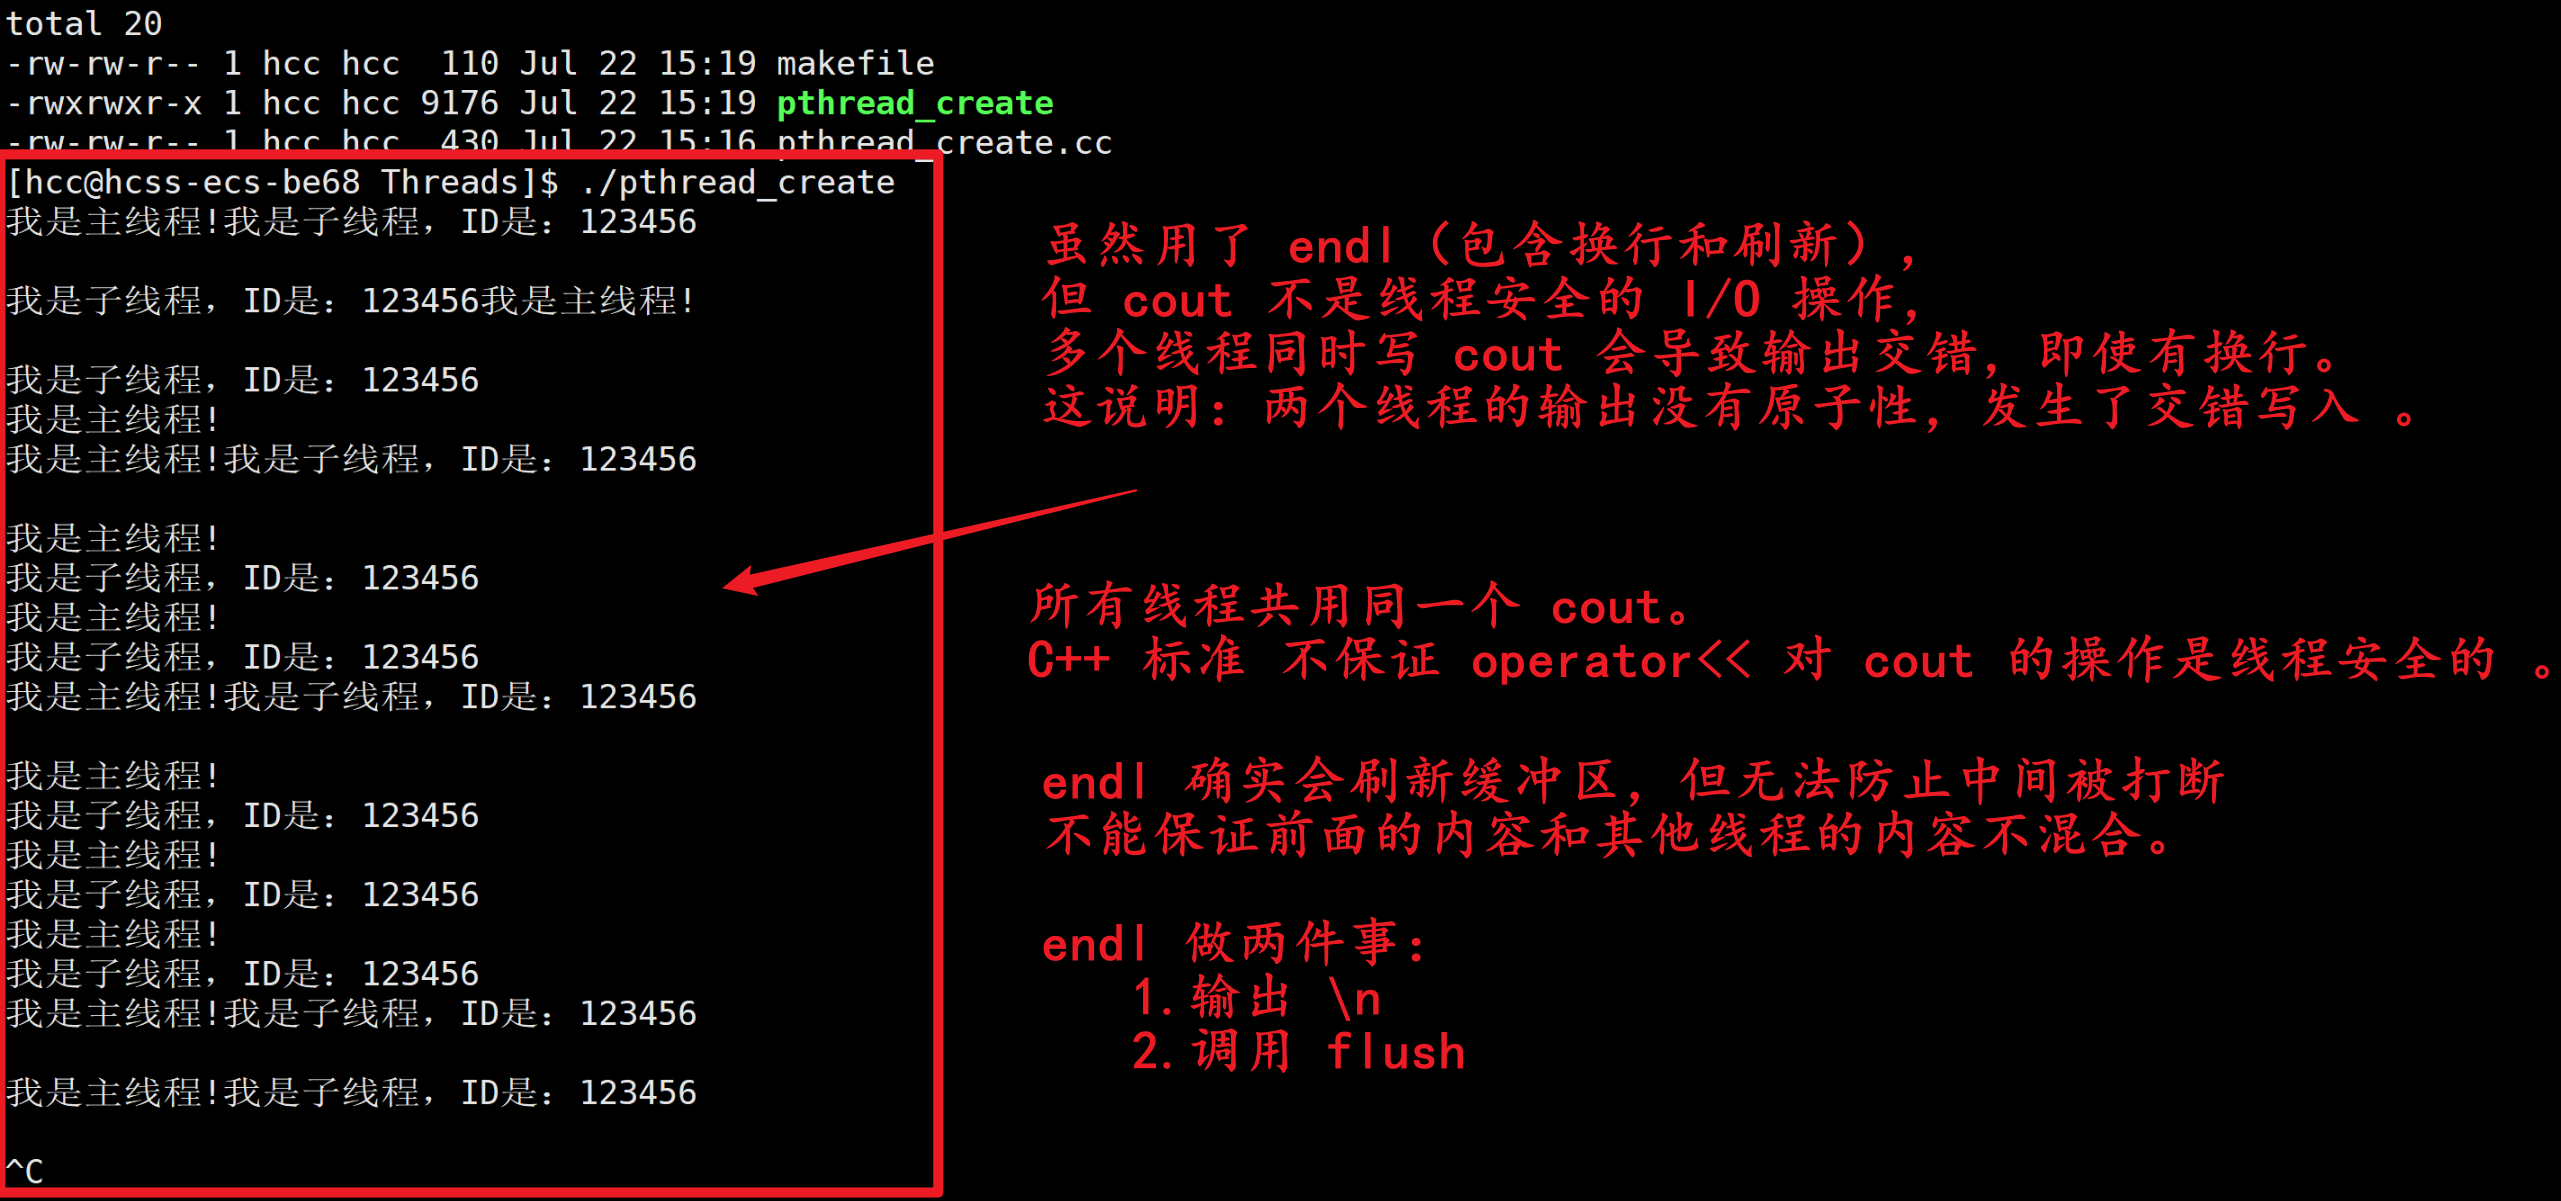 total 20
-rw-rw-r-- 1 hcc hcc  110 Jul 22 15:19 makefile
-rwxrwxr-x 1 hcc hcc 9176 Jul 22 15:19 pthread_create
-rw-rw-r-- 1 hcc hcc  430 Jul 22 15:16 pthread_create.cc
[hcc@hcss-ecs-be68 Threads]$ ./pthread_create
我是主线程!我是子线程，ID是：123456
我是子线程，ID是：123456我是主线程!
我是子线程，ID是：123456
我是主线程!
我是主线程!我是子线程，ID是：123456
我是主线程!
我是子线程，ID是：123456
我是主线程!
我是子线程，ID是：123456
我是主线程!我是子线程，ID是：123456
我是主线程!
我是子线程，ID是：123456
我是主线程!
我是子线程，ID是：123456
我是主线程!
我是子线程，ID是：123456
我是主线程!我是子线程，ID是：123456
我是主线程!我是子线程，ID是：123456
^C
虽然用了 endl（包含换行和刷新），
但 cout 不是线程安全的 I/O 操作，
多个线程同时写 cout 会导致输出交错，即使有换行。
这说明：两个线程的输出没有原子性，发生了交错写入 。
所有线程共用同一个 cout。
C++ 标准 不保证 operator<< 对 cout 的操作是线程安全的 。
endl 确实会刷新缓冲区，但无法防止中间被打断
不能保证前面的内容和其他线程的内容不混合。
endl 做两件事：
1.输出 \n
2.调用 flush